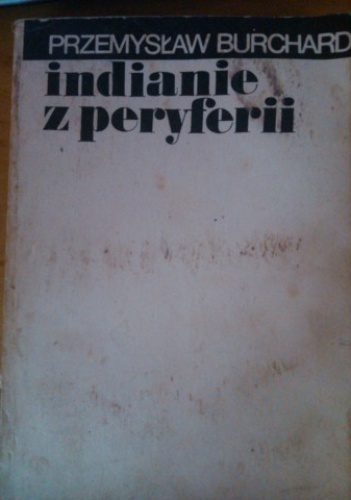 PRZEMYSŁAW BURCHARD
indianie
z peryferii